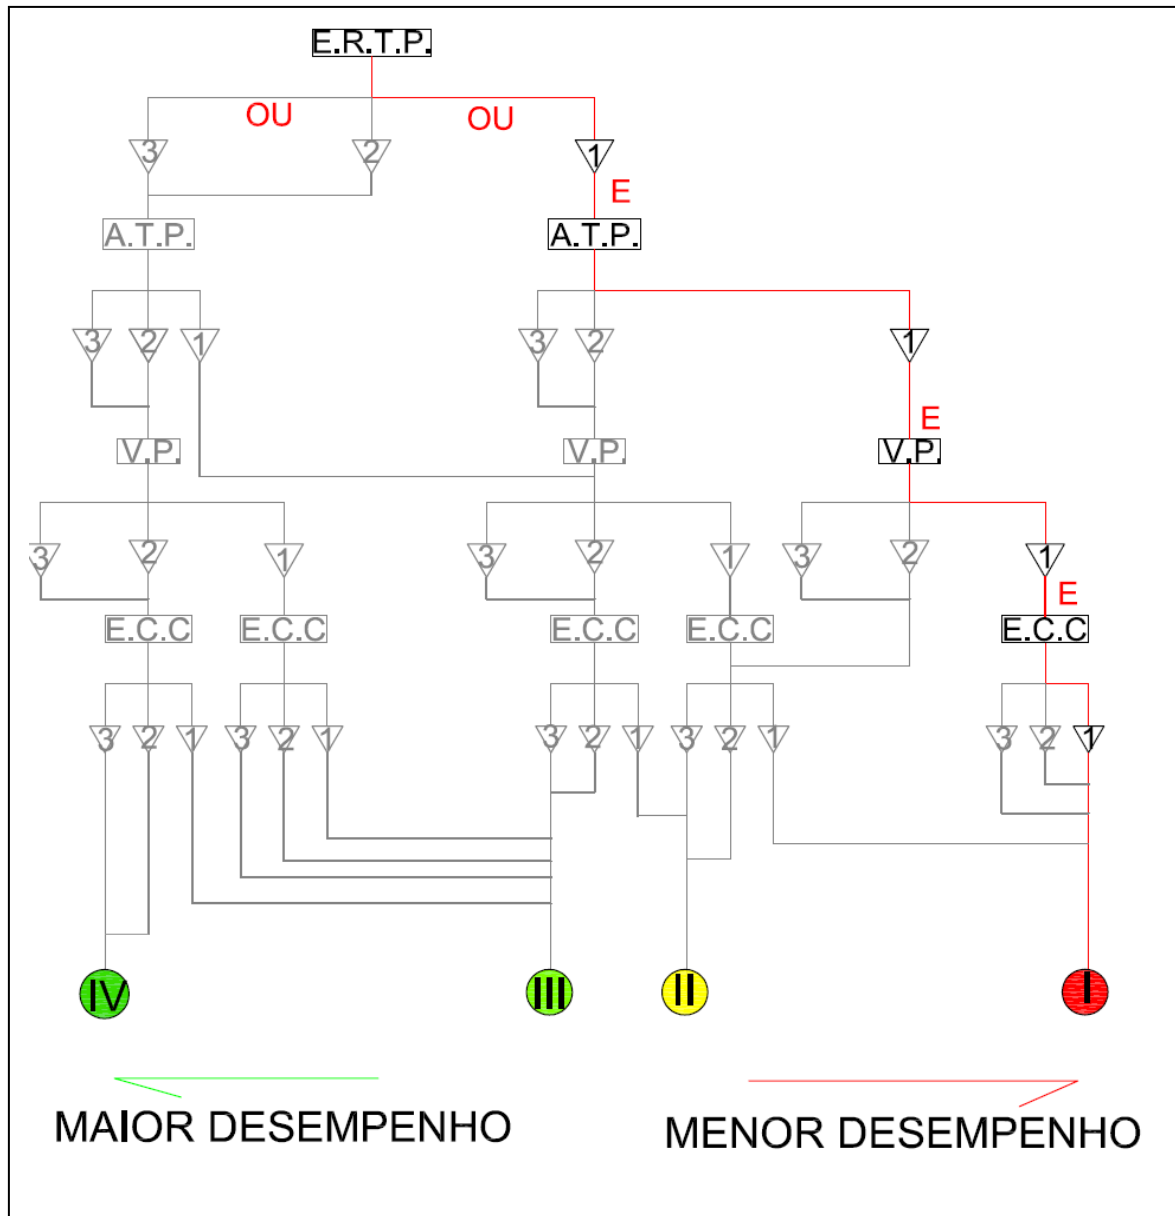 E.R.T.P.
OU OU
3 2 1
E
A.T.P. A.T.P.
3 2 1 3 2 1
E
V.P. V.P. V.P.
3 2 1 3 2 1 3 2 1
E
E.C.C E.C.C E.C.C E.C.C E.C.C
3 2 1 3 2 1 3 2 1 3 2 1 3 2 1
IV III II I
MAIOR DESEMPENHO MENOR DESEMPENHO